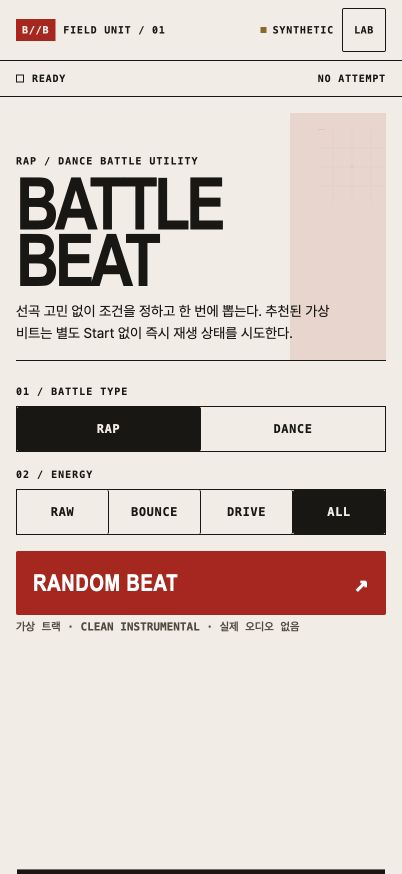 B//B FIELD UNIT / 01 SYNTHETIC LAB
READY NO ATTEMPT
RAP / DANCE BATTLE UTILITY
BATTLE
BEAT
선곡 고민 없이 조건을 정하고 한 번에 뽑는다. 추천된 가상
비트는 별도 Start 없이 즉시 재생 상태를 시도한다.
01 / BATTLE TYPE
RAP DANCE
02 / ENERGY
RAW BOUNCE DRIVE ALL
RANDOM BEAT ↗
가상 트랙 · CLEAN INSTRUMENTAL · 실제 오디오 없음